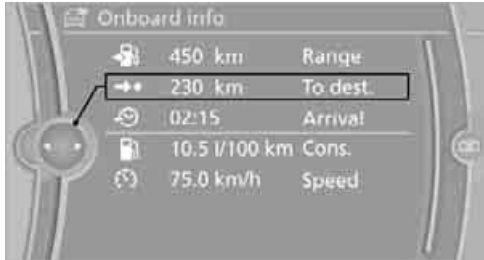 Onboard info
450 km Range
230 km To dest.
02:15 Arrival
10.5 l/100 km Cons.
75.0 km/h Speed